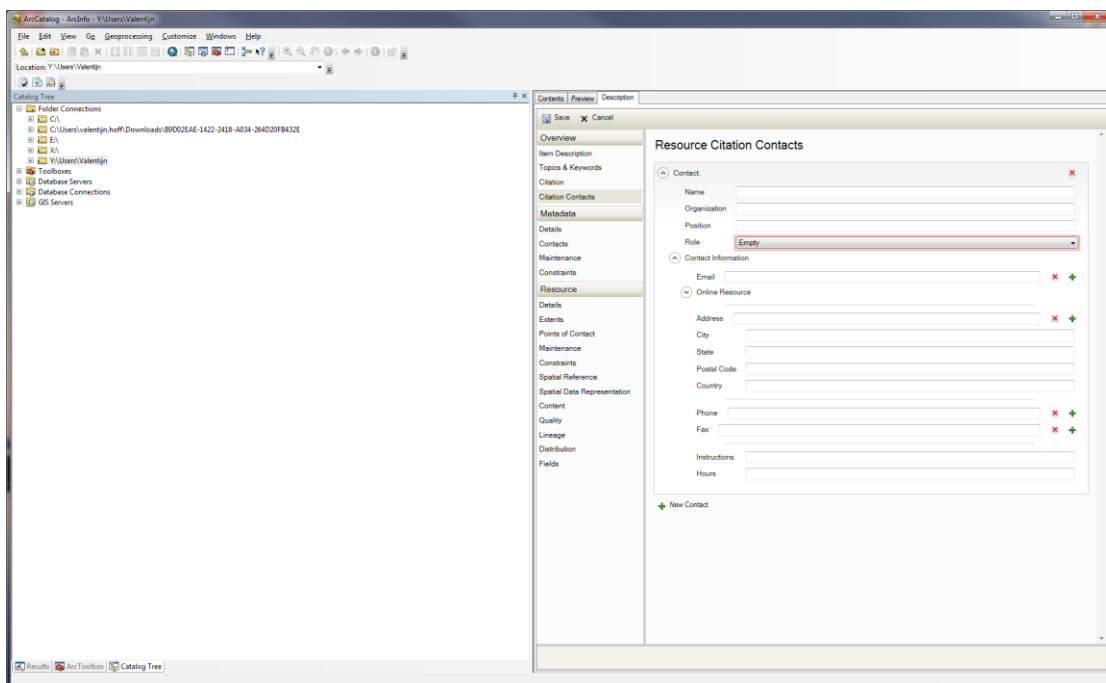 ArcCatalog - ArcInfo - Y:\Users\Valentijn
File Edit View Go Geoprocessing Customize Windows Help
Location: Y:\Users\Valentijn
Catalog Tree
Folder Connections
C:\
C:\Users\valentijn.hoff\Downloads\B9D02EAE-1422-2418-A034-264D20FB432E
E:\
X:\
Y:\Users\Valentijn
Toolboxes
Database Servers
Database Connections
GIS Servers
Results ArcToolbox Catalog Tree
Contents Preview Description
Save Cancel
Overview
Item Description
Topics & Keywords
Citation
Citation Contacts
Metadata
Details
Contacts
Maintenance
Constraints
Resource
Details
Extents
Points of Contact
Maintenance
Constraints
Spatial Reference
Spatial Data Representation
Content
Quality
Lineage
Distribution
Fields
Resource Citation Contacts
Contact:
Name
Organization
Position
Role Empty
Contact Information
Email
Online Resource
Address
City
State
Postal Code
Country
Phone
Fax
Instructions
Hours
New Contact